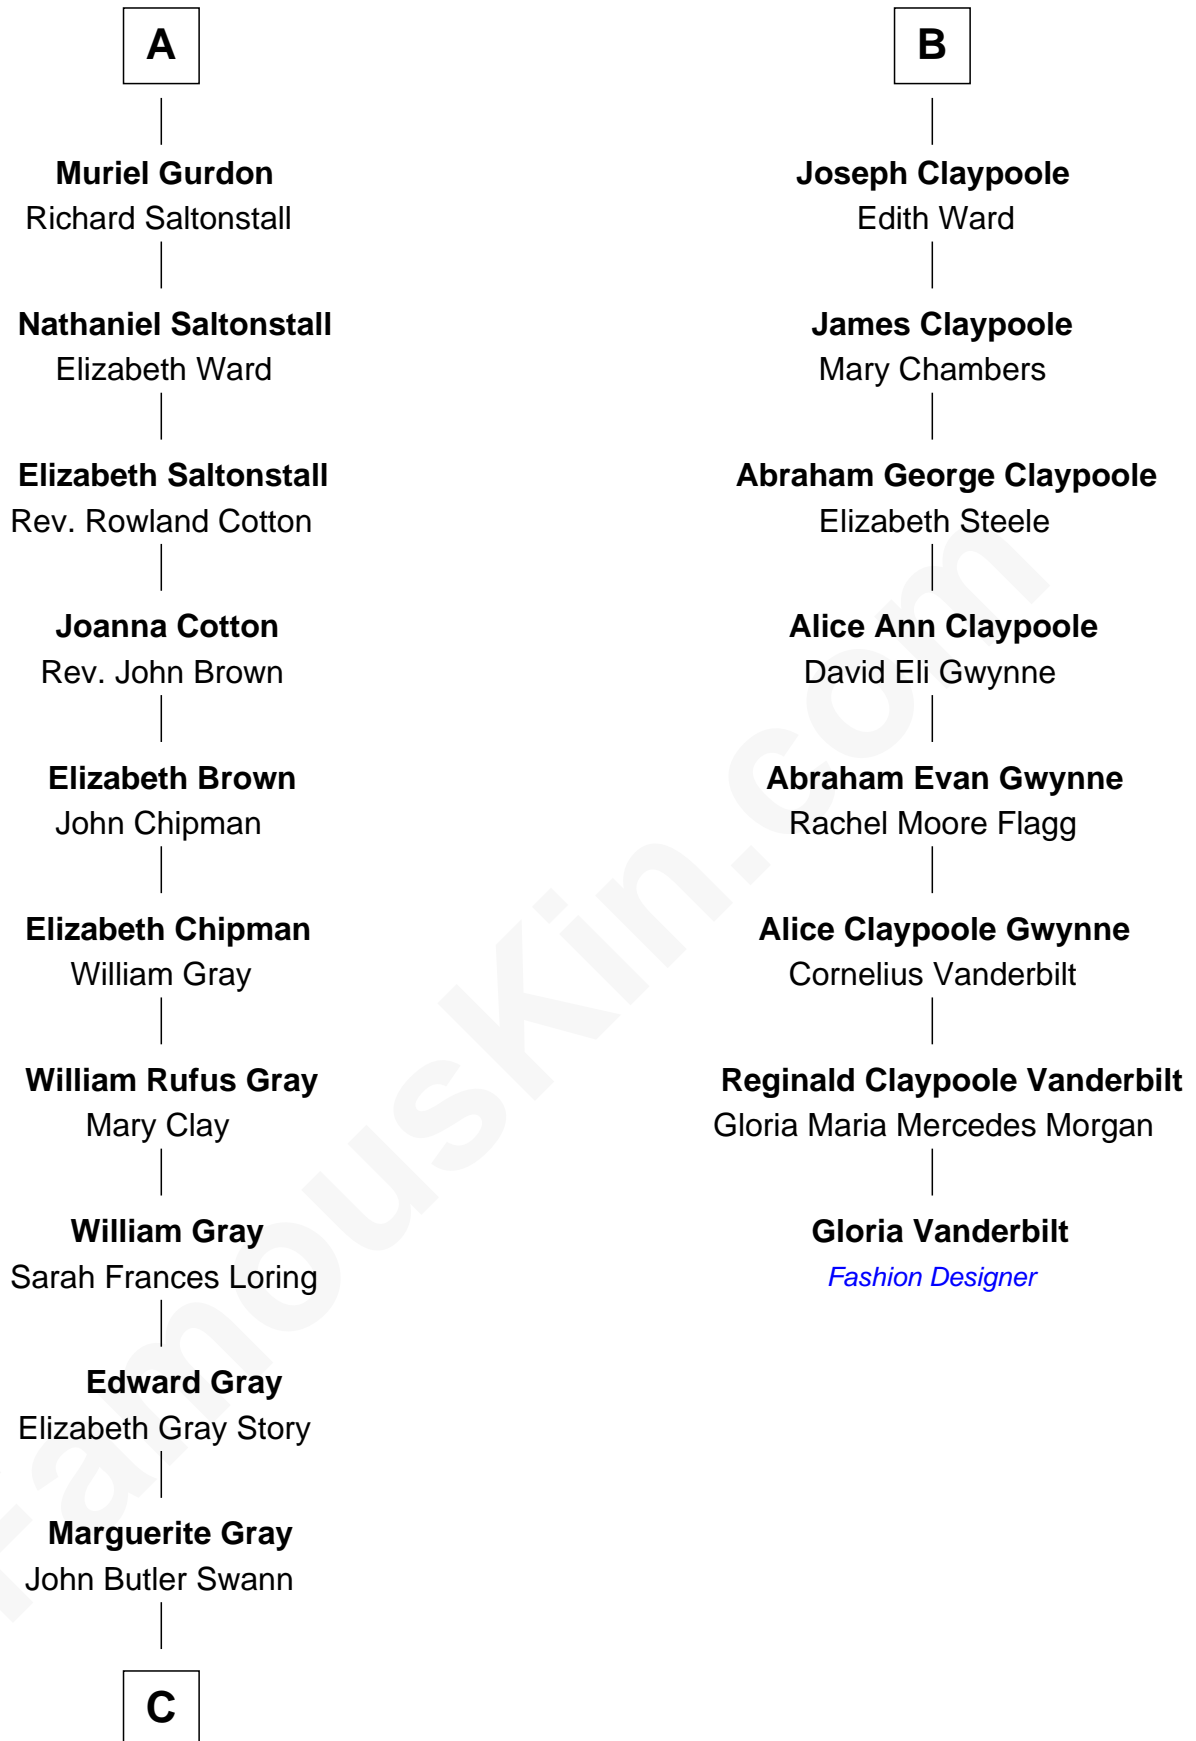 A
Muriel Gurdon
Richard Saltonstall
Nathaniel Saltonstall
Elizabeth Ward
Elizabeth Saltonstall
Rev. Rowland Cotton
Joanna Cotton
Rev. John Brown
Elizabeth Brown
John Chipman
Elizabeth Chipman
William Gray
William Rufus Gray
Mary Clay
William Gray
Sarah Frances Loring
Edward Gray
Elizabeth Gray Story
Marguerite Gray
John Butler Swann
C
B
Joseph Claypoole
Edith Ward
James Claypoole
Mary Chambers
Abraham George Claypoole
Elizabeth Steele
Alice Ann Claypoole
David Eli Gwynne
Abraham Evan Gwynne
Rachel Moore Flagg
Alice Claypoole Gwynne
Cornelius Vanderbilt
Reginald Claypoole Vanderbilt
Gloria Maria Mercedes Morgan
Gloria Vanderbilt
Fashion Designer
FamousKin.com